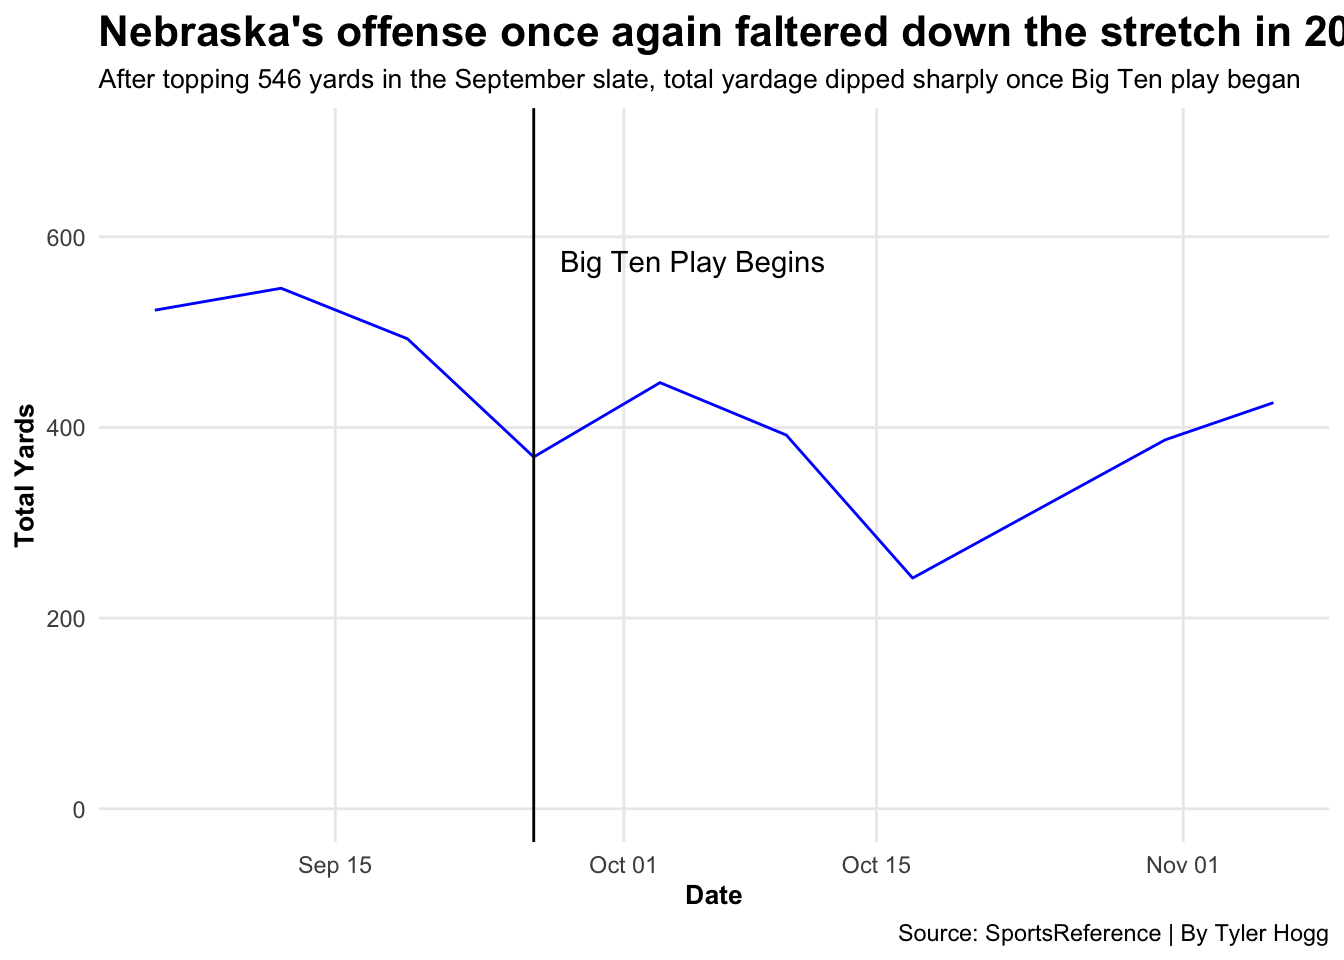 Nebraska's offense once again faltered down the stretch in 20
After topping 546 yards in the September slate, total yardage dipped sharply once Big Ten play began
600
Big Ten Play Begins
400
Total Yards
200
0
Sep 15
Oct 01
Oct 15
Nov 01
Date
Source: SportsReference | By Tyler Hogg